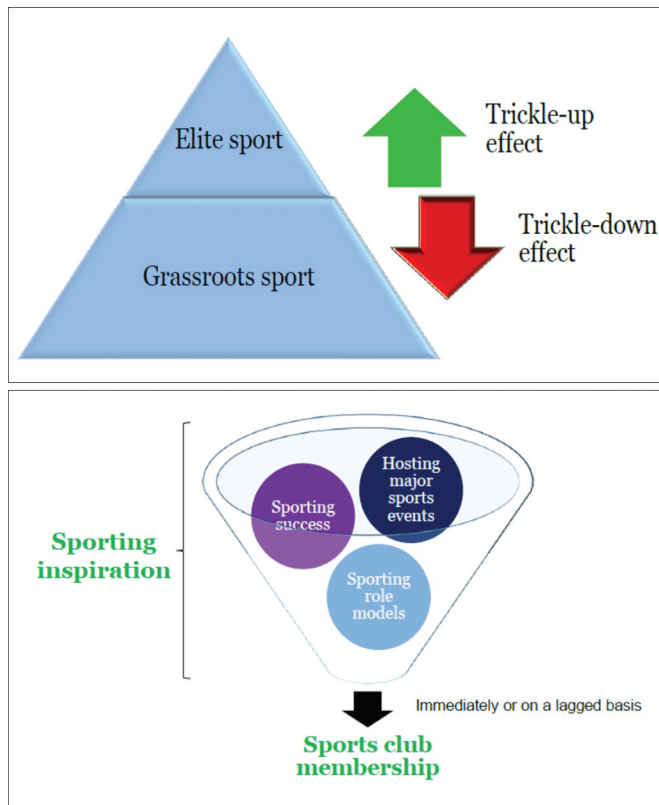 Elite sport
Trickle-up
effect
Trickle-down
effect
Grassroots sport
Sporting
inspiration
Sporting
success
Hosting
major
sports
events
Sporting
role
models
Immediately or on a lagged basis
Sports club
membership